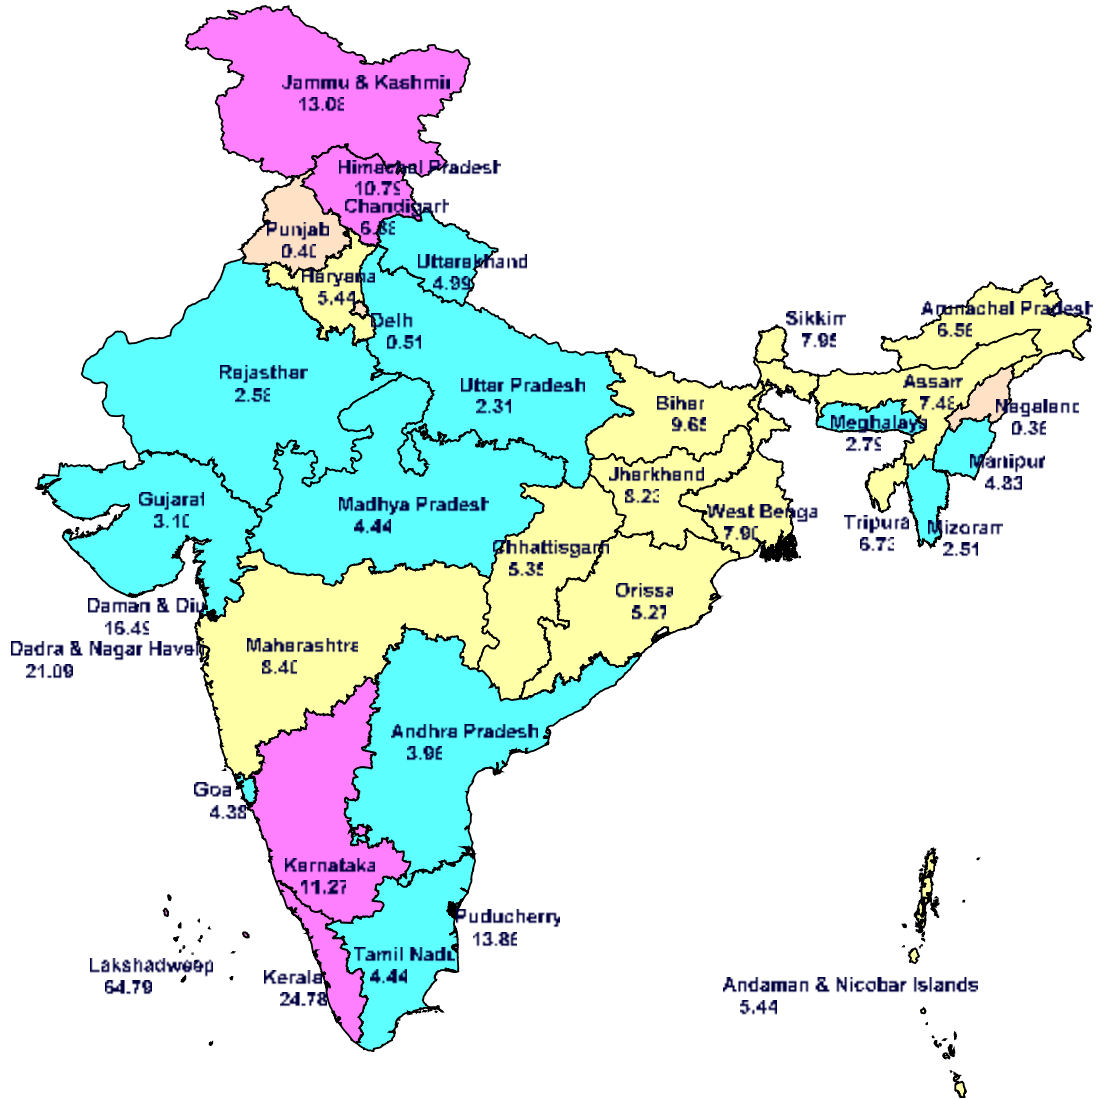 Jammu & Kashmir
13.08
Himachal Pradesh
10.79
Chandigarh
6.88
Punjab
0.40
Uttarakhand
4.99
Haryana
5.44
Delh
0.51
Arunachal Pradesh
6.56
Sikkim
7.95
Rajasthan
2.58
Uttar Pradesh
2.31
Assam
7.48
Bihar
9.65
Nagaland
0.36
Meghalaya
2.79
Manipur
4.83
Jharkhand
8.23
Gujarat
3.10
Madhya Pradesh
4.44
West Benga
7.90
Tripura
6.73
Mizoram
2.51
Chhattisgarh
5.35
Orissa
5.27
Daman & Diu
16.49
Dadra & Nagar Havel
21.09
Maharashtra
8.40
Andhra Pradesh
3.96
Goa
4.38
Karnataka
11.27
Puducherry
13.86
Tamil Nadu
4.44
Lakshadweep
64.79
Kerala
24.78
Andaman & Nicobar Islands
5.44